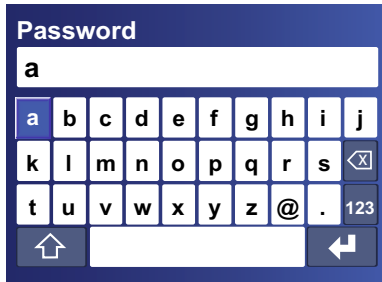 Password
a
a b c d e f g h i j
k l m n o p q r s
t u v w x y z @ . 123